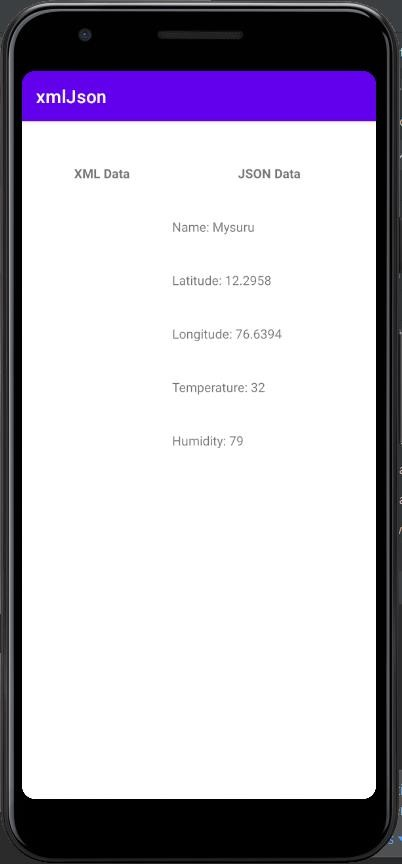 xmlJson
XML Data JSON Data
Name: Mysuru
Latitude: 12.2958
Longitude: 76.6394
Temperature: 32
Humidity: 79